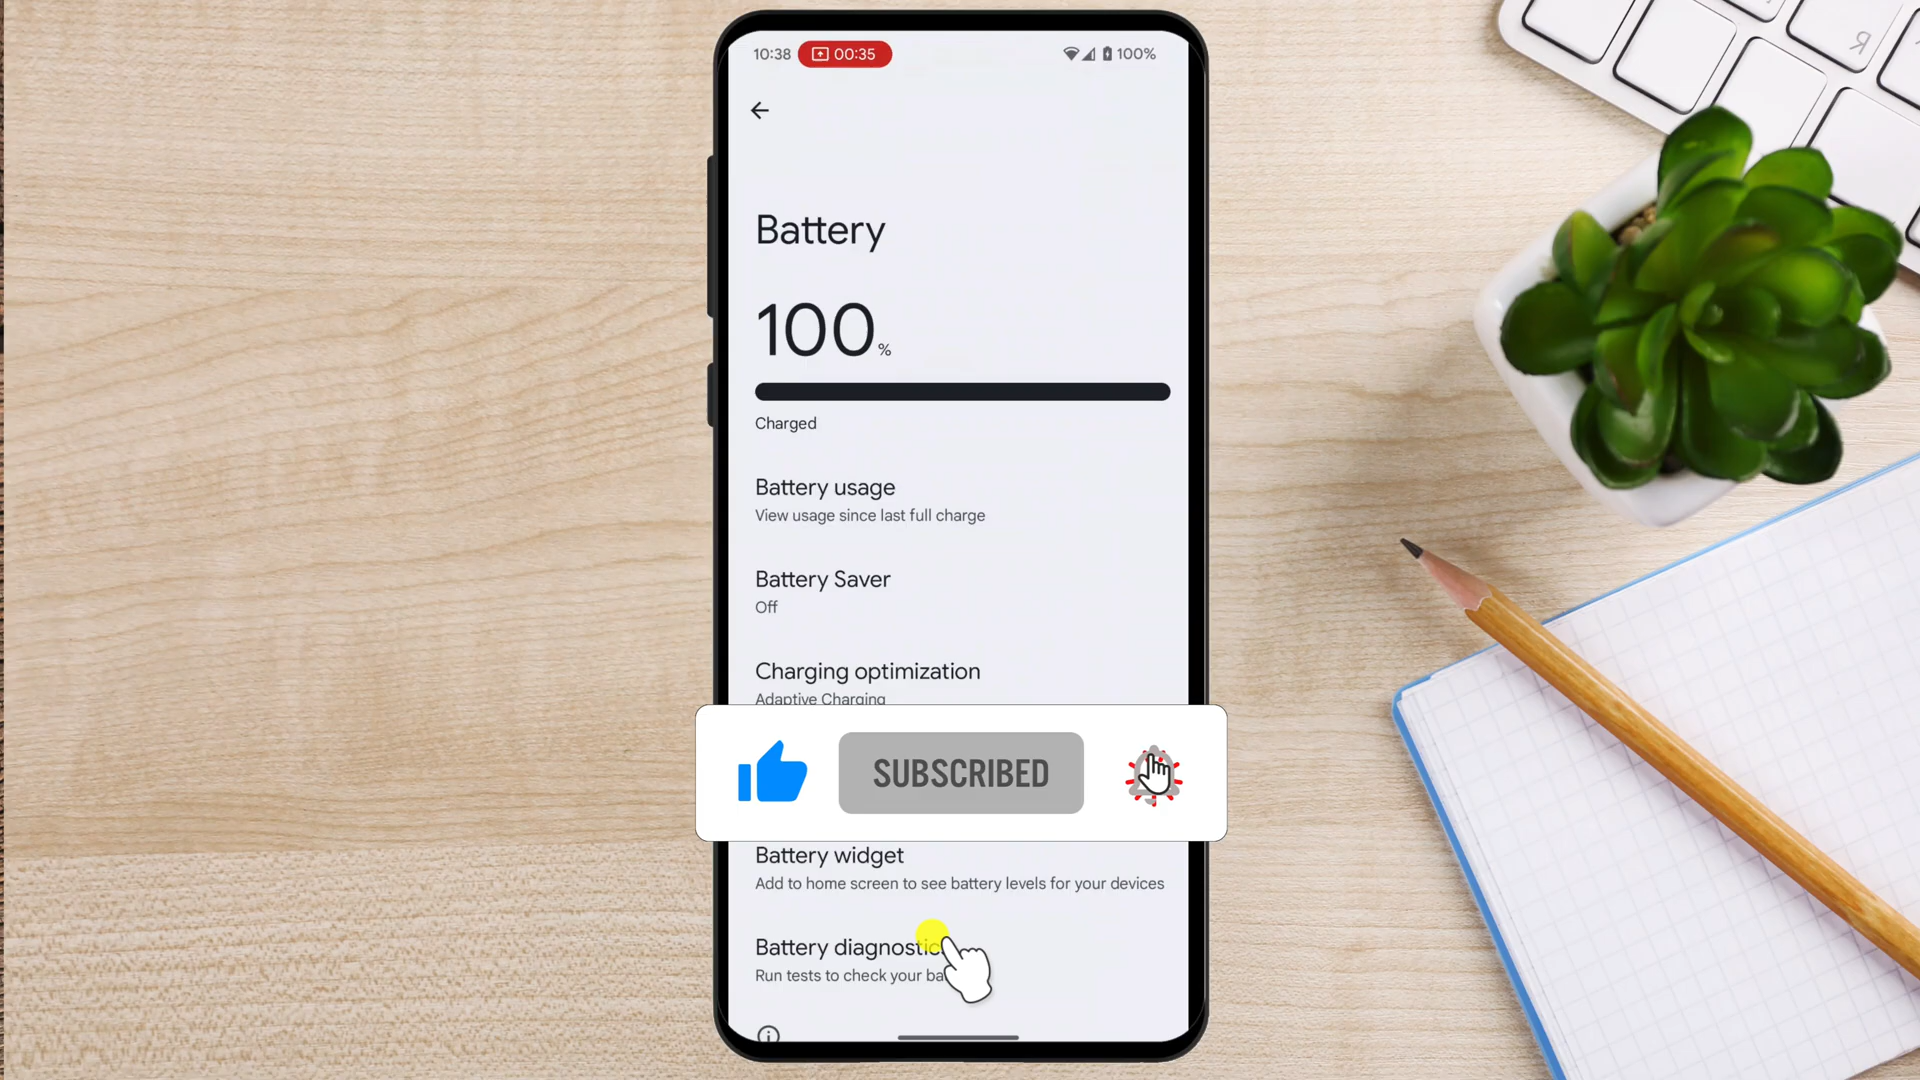 10:38 00:35 100%
Battery
100%
Charged
Battery usage
View usage since last full charge
Battery Saver
Off
Charging optimization
Adaptive Charging
SUBSCRIBED
Battery widget
Add to home screen to see battery levels for your devices
Battery diagnostic
Run tests to check your ba
R